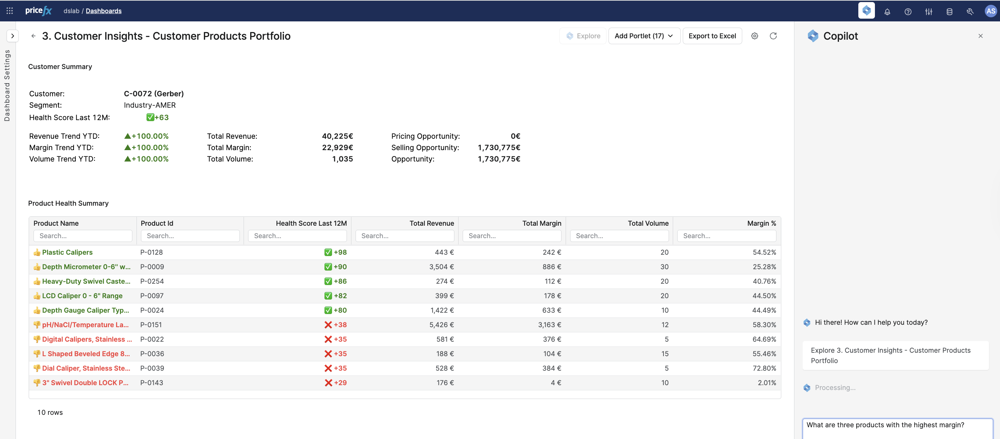 pricefx dslab / Dashboards AS
3. Customer Insights - Customer Products Portfolio Explore Add Portlet (17) Export to Excel
Dashboard Settings
Customer Summary
Customer: C-0072 (Gerber)
Segment: Industry-AMER
Health Score Last 12M: ✅+63
Revenue Trend YTD: ▲+100.00% Total Revenue: 40,225€ Pricing Opportunity: 0€
Margin Trend YTD: ▲+100.00% Total Margin: 22,929€ Selling Opportunity: 1,730,775€
Volume Trend YTD: ▲+100.00% Total Volume: 1,035 Opportunity: 1,730,775€
Product Health Summary
Product Name Product Id Health Score Last 12M Total Revenue Total Margin Total Volume Margin %
Search... Search... Search... Search... Search... Search... Search...
👍Plastic Calipers P-0128 ✅ +98 443 € 242 € 20 54.52%
👍Depth Micrometer 0-6" w... P-0009 ✅ +90 3,504 € 886 € 30 25.28%
👍Heavy-Duty Swivel Caste... P-0254 ✅ +86 274 € 112 € 20 40.76%
👍LCD Caliper 0 - 6" Range P-0097 ✅ +82 399 € 178 € 20 44.50%
👍Depth Gauge Caliper Typ... P-0024 ✅ +80 1,422 € 633 € 10 44.49%
👎pH/NaCl/Temperature La... P-0151 ❌ +38 5,426 € 3,163 € 12 58.30%
👎Digital Calipers, Stainless ... P-0022 ❌ +35 581 € 376 € 5 64.69%
👎L Shaped Beveled Edge 8... P-0036 ❌ +35 188 € 104 € 15 55.46%
👎Dial Caliper, Stainless Ste... P-0039 ❌ +35 528 € 384 € 5 72.80%
👎3" Swivel Double LOCK P... P-0143 ❌ +29 176 € 4 € 10 2.01%
10 rows
Copilot
Hi there! How can I help you today?
Explore 3. Customer Insights - Customer Products
Portfolio
Processing...
What are three products with the highest margin?